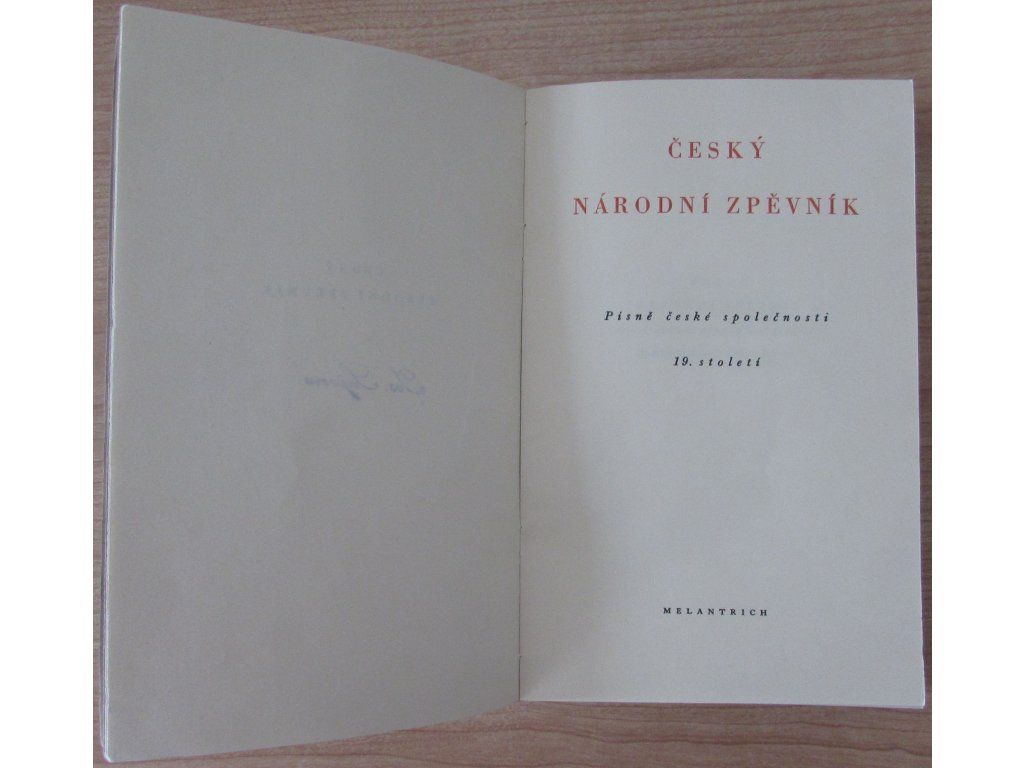 ČESKÝ
NÁRODNÍ ZPĚVNÍK
Písně české společnosti
19. století
MELANTRICH